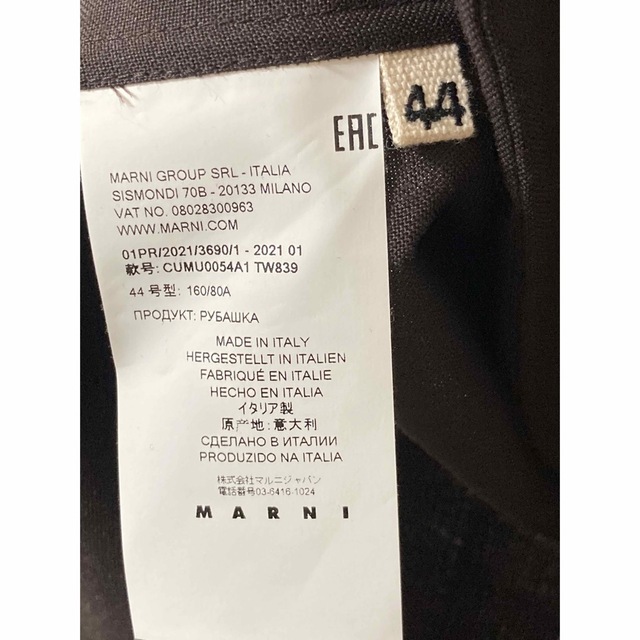 44
EAC
MARNI GROUP SRL - ITALIA
SISMONDI 70B - 20133 MILANO
VAT NO. 08028300963
WWW.MARNI.COM
01PR/2021/3690/1 - 2021 01
款号: CUMU0054A1 TW839
44 号型: 160/80A
ПРОДУКТ: РУБАШКА
MADE IN ITALY
HERGESTELLT IN ITALIEN
FABRIQUÉ EN ITALIE
HECHO EN ITALIA
イタリア製
原产地: 意大利
СДЕЛАНО В ИТАЛИИ
PRODUZIDO NA ITALIA
株式会社マルニジャパン
電話番号03-6416-1024
MARNI